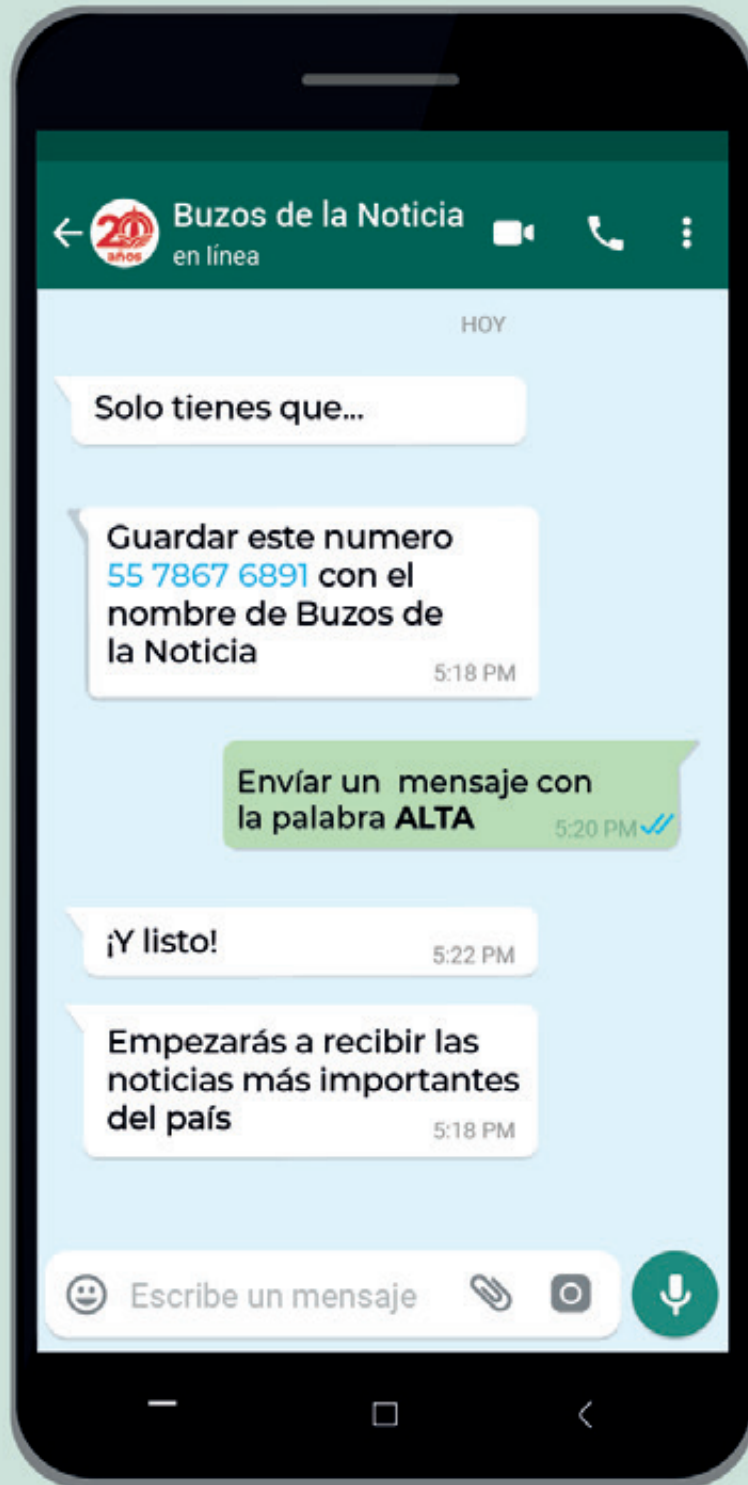 20
años
Buzos de la Noticia
en línea
HOY
Solo tienes que...
Guardar este numero
55 7867 6891 con el
nombre de Buzos de
la Noticia
5:18 PM
Envíar un mensaje con
la palabra ALTA
5:20 PM
¡Y listo!
5:22 PM
Empezarás a recibir las
noticias más importantes
del país
5:18 PM
Escribe un mensaje